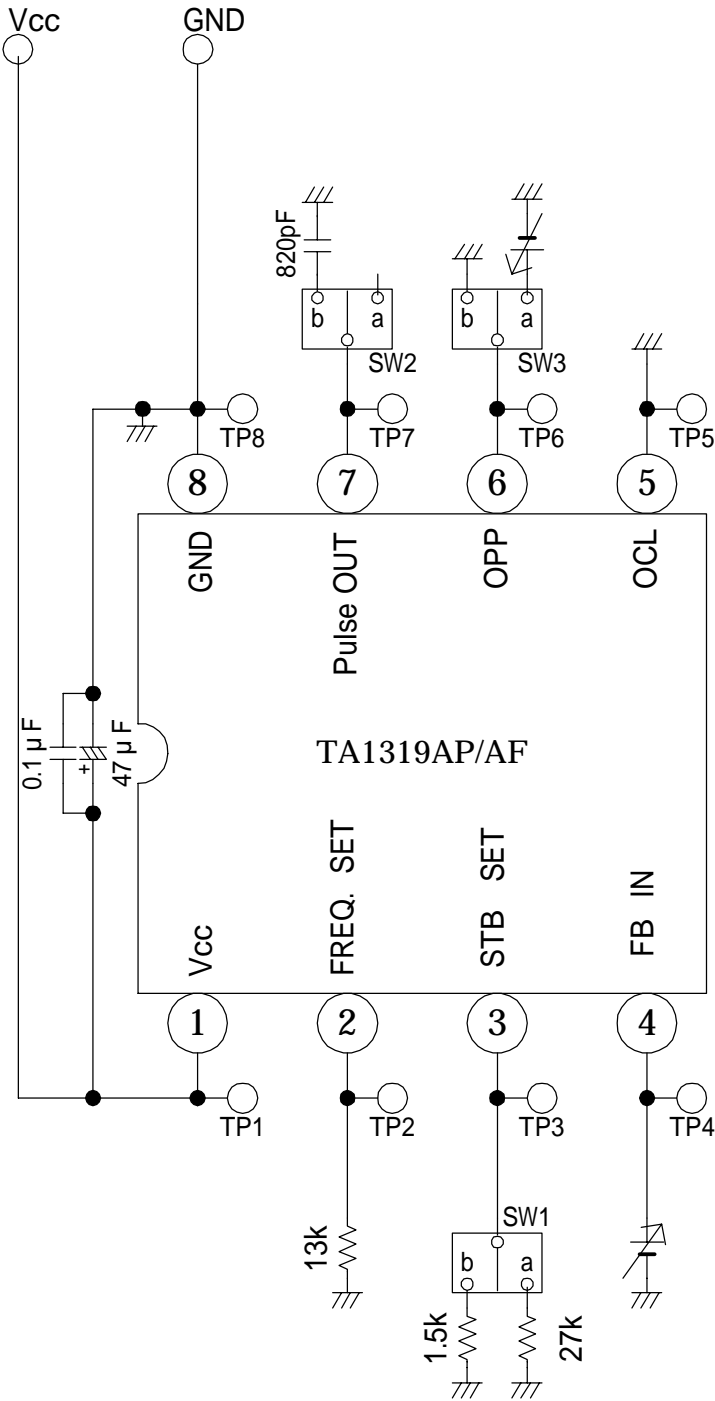 Vcc
GND
820pF
b
a
SW2
b
a
SW3
TP8
TP7
TP6
TP5
8
7
6
5
GND
Pulse OUT
OPP
OCL
0.1 µ F
+
47 µ F
TA1319AP/AF
Vcc
FREQ. SET
STB SET
FB IN
1
2
3
4
TP1
TP2
TP3
TP4
13k
SW1
b
a
1.5k
27k